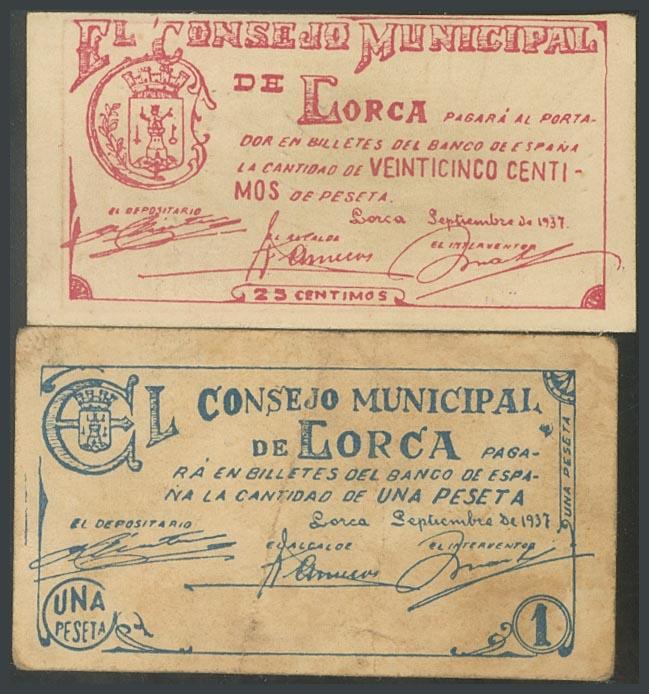 EL CONSEJO MUNICIPAL
DE LORCA PAGARÁ AL PORTA-
DOR EN BILLETES DEL BANCO DE ESPAÑA
LA CANTIDAD DE VEINTICINCO CENTI-
MOS DE PESETA.
Lorca Septiembre de 1937.
EL DEPOSITARIO
EL ALCALDE
EL INTERVENTOR
25 CENTIMOS
EL CONSEJO MUNICIPAL
DE LORCA PAGA-
RÁ EN BILLETES DEL BANCO DE ESPA-
ÑA LA CANTIDAD DE UNA PESETA
Lorca Septiembre de 1937
EL DEPOSITARIO
EL ALCALDE
EL INTERVENTOR
UNA PESETA
UNA
PESETA
1